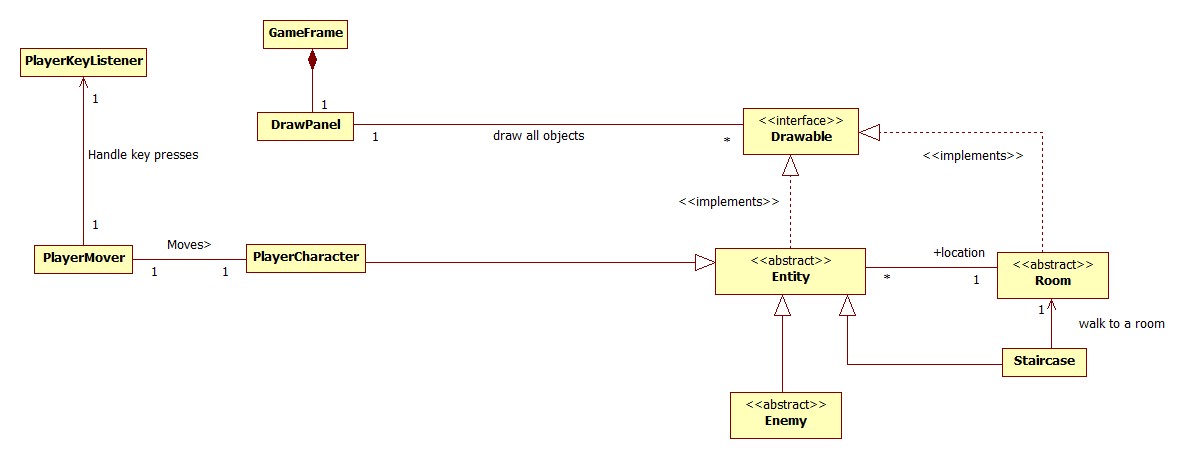 GameFrame
PlayerKeyListener
1
1
DrawPanel
1
draw all objects
*
<<interface>>
Drawable
Handle key presses
<<implements>>
<<implements>>
1
PlayerMover
Moves>
1
1
PlayerCharacter
<<abstract>>
Entity
+location
*
1
<<abstract>>
Room
1
walk to a room
Staircase
<<abstract>>
Enemy